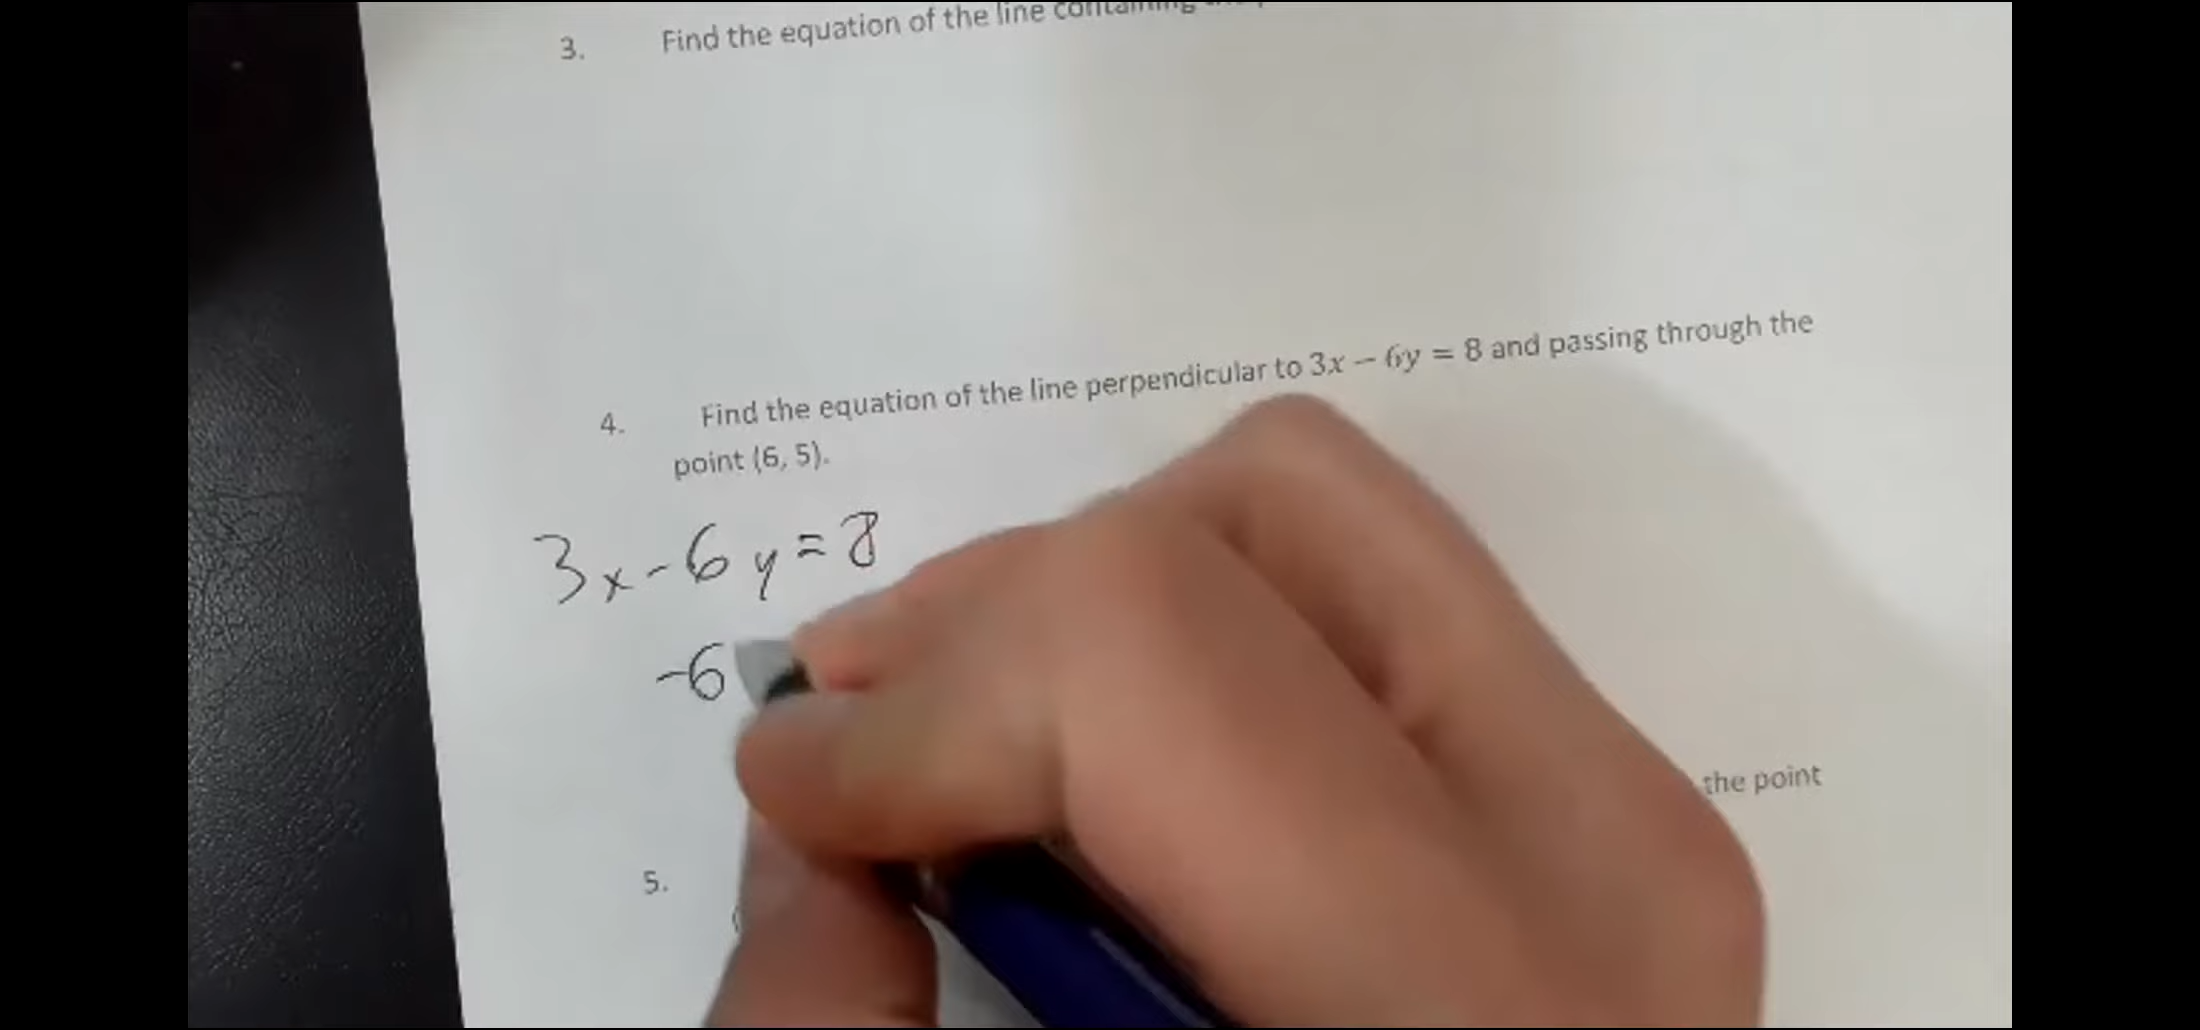 3. Find the equation of the line containing
4. Find the equation of the line perpendicular to 3x − 6y = 8 and passing through the
point (6, 5).
3x-6y=8
-6
the point
5.